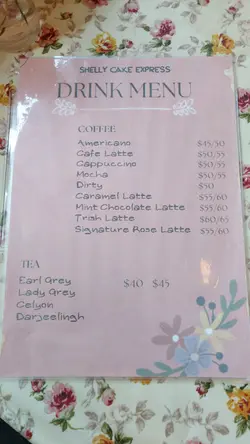 SHELLY CAKE EXPRESS
DRINK MENU
COFFEE
Americano $45/50
Cafe Latte $50/55
Cappuccino $50/55
Mocha $50/55
Dirty $50
Caramel Latte $55/60
Mint Chocolate Latte $55/60
Irish Latte $60/65
Signature Rose Latte $55/60
TEA
Earl Grey $40 $45
Lady Grey
Celyon
Darjeelingh